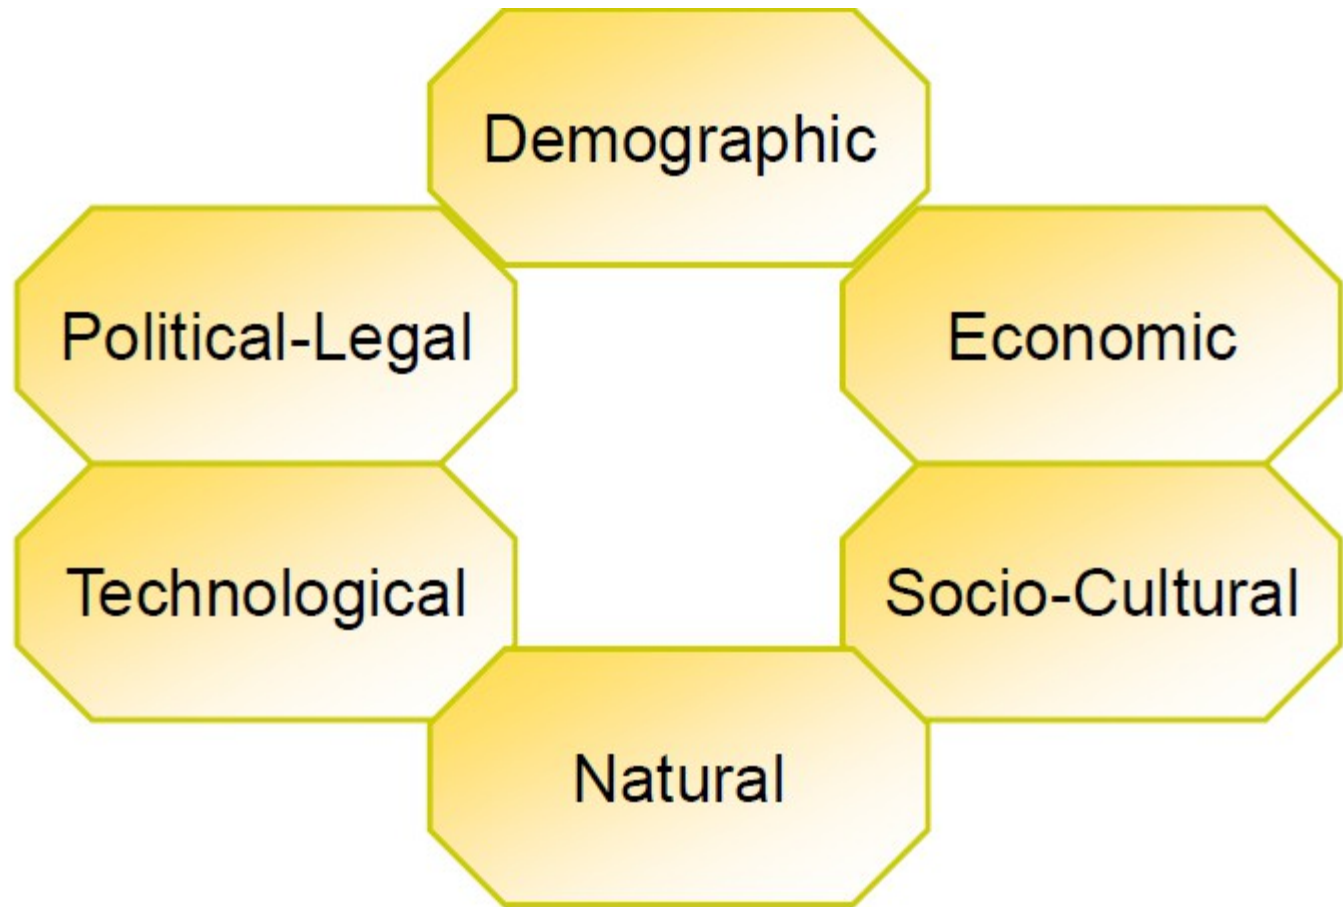 Demographic
Political-Legal
Economic
Technological
Socio-Cultural
Natural